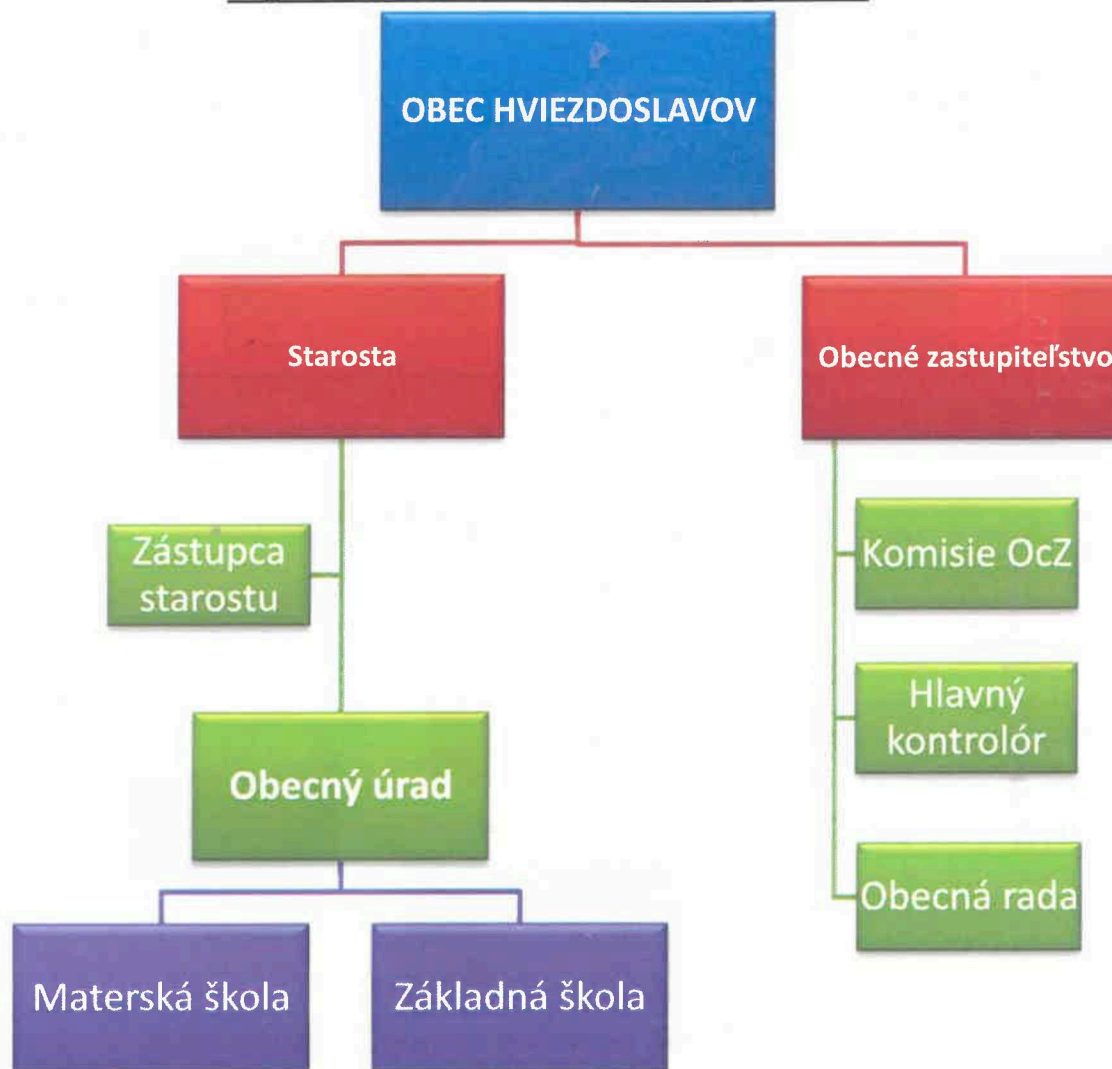 OBEC HVIEZDOSLAVOV
Starosta
Obecné zastupiteľstvo
Zástupca
starostu
Komisie OcZ
Hlavný
kontrolór
Obecný úrad
Obecná rada
Materská škola
Základná škola